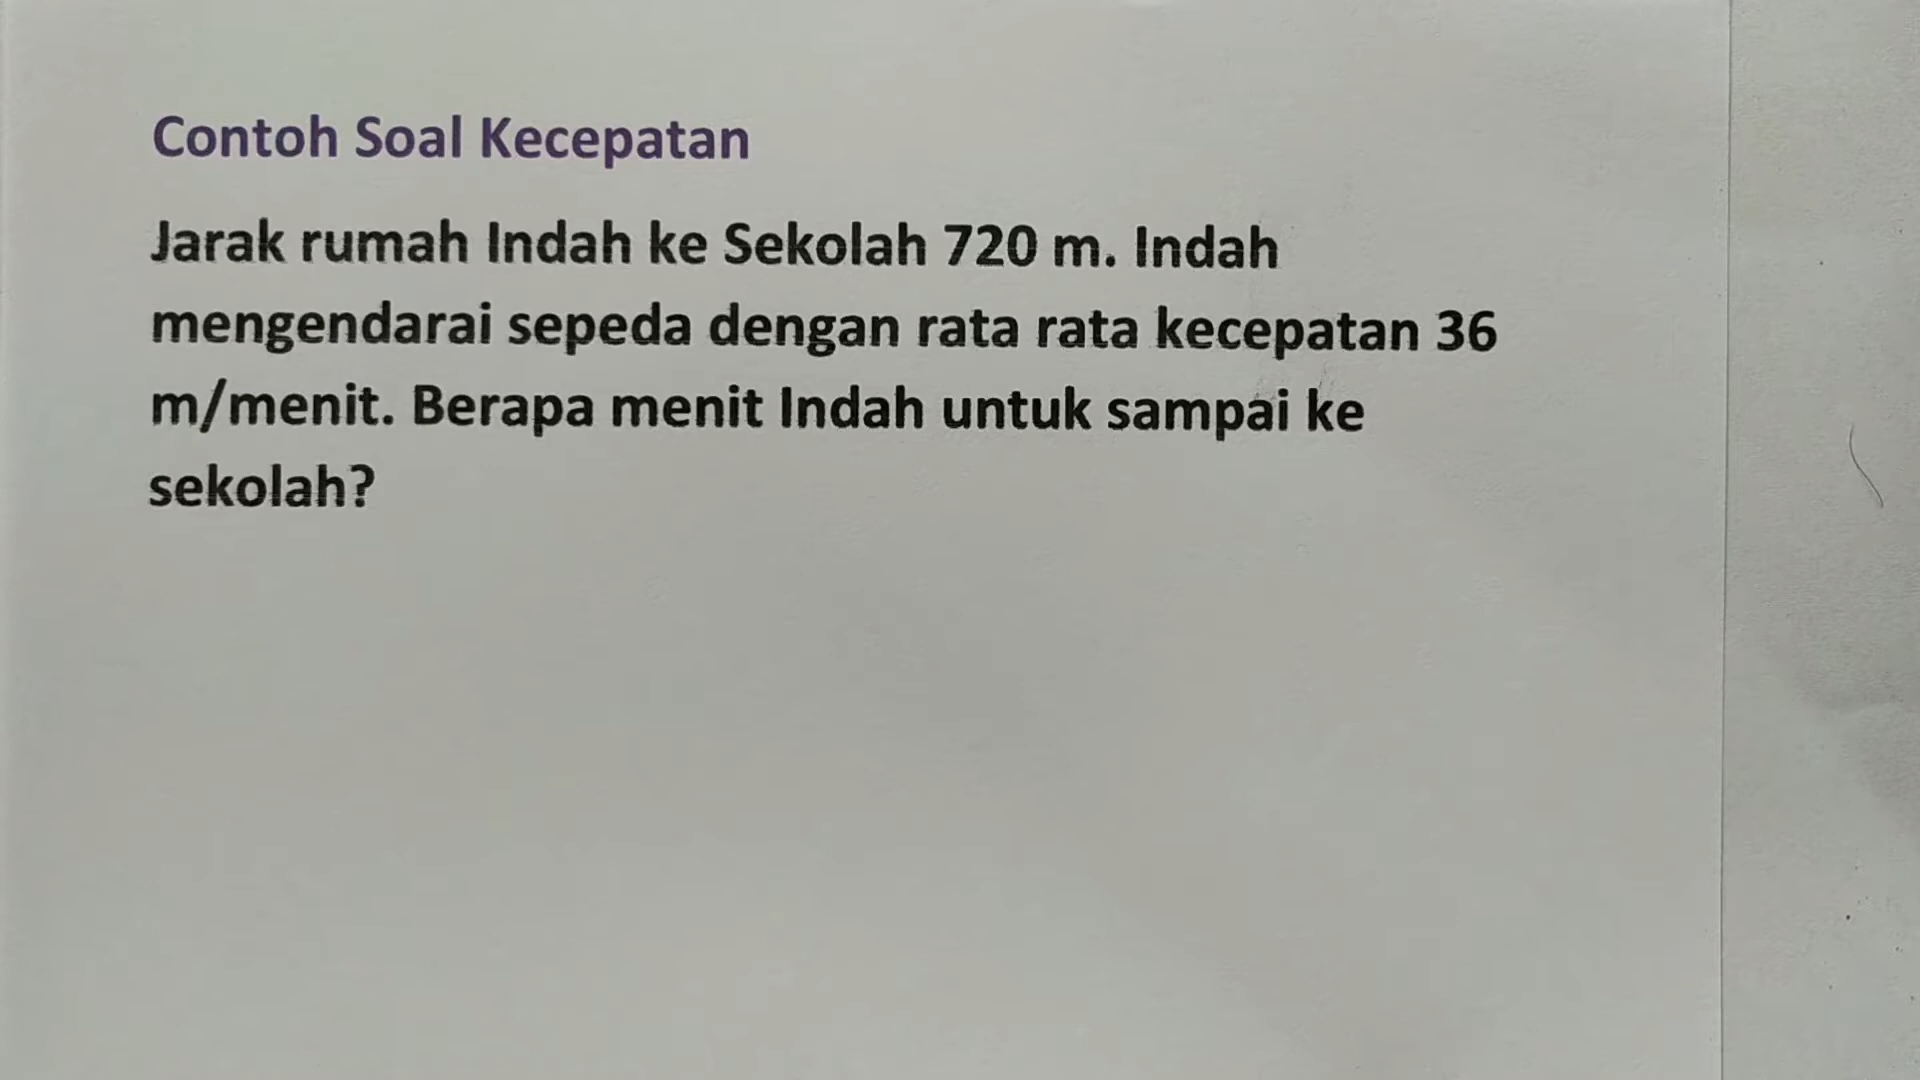 Contoh Soal Kecepatan
Jarak rumah Indah ke Sekolah 720 m. Indah
mengendarai sepeda dengan rata rata kecepatan 36
m/menit. Berapa menit Indah untuk sampai ke
sekolah?